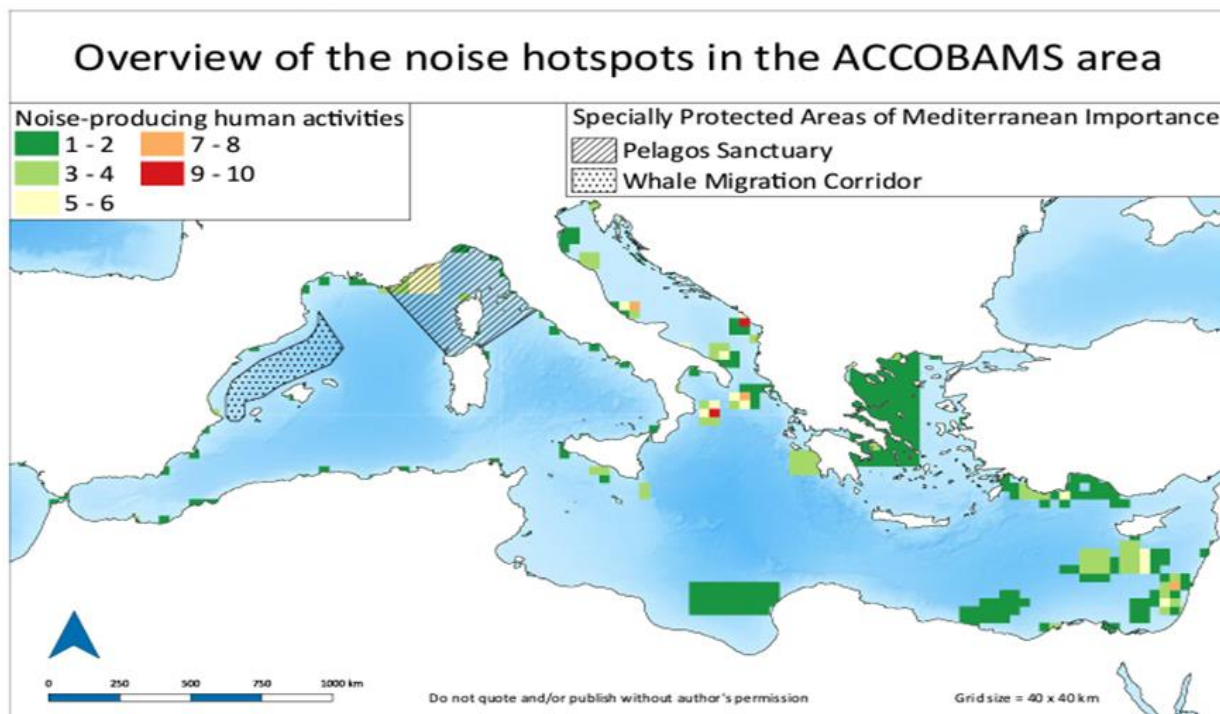 Overview of the noise hotspots in the ACCOBAMS area
Noise-producing human activities
1 - 2
7 - 8
3 - 4
9 - 10
5 - 6
Specially Protected Areas of Mediterranean Importance
Pelagos Sanctuary
Whale Migration Corridor
0 250 500 750 1000 km
Do not quote and/or publish without author's permission
Grid size = 40 x 40 km